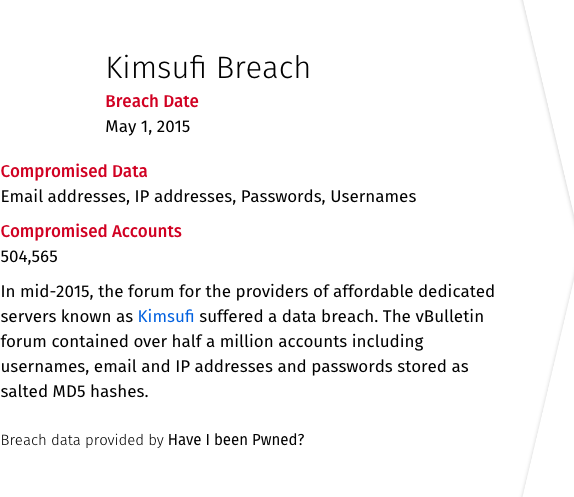 Kimsufi Breach
Breach Date
May 1, 2015
Compromised Data
Email addresses, IP addresses, Passwords, Usernames
Compromised Accounts
504,565
In mid-2015, the forum for the providers of affordable dedicated
servers known as Kimsufi suffered a data breach. The vBulletin
forum contained over half a million accounts including
usernames, email and IP addresses and passwords stored as
salted MD5 hashes.
Breach data provided by Have I been Pwned?